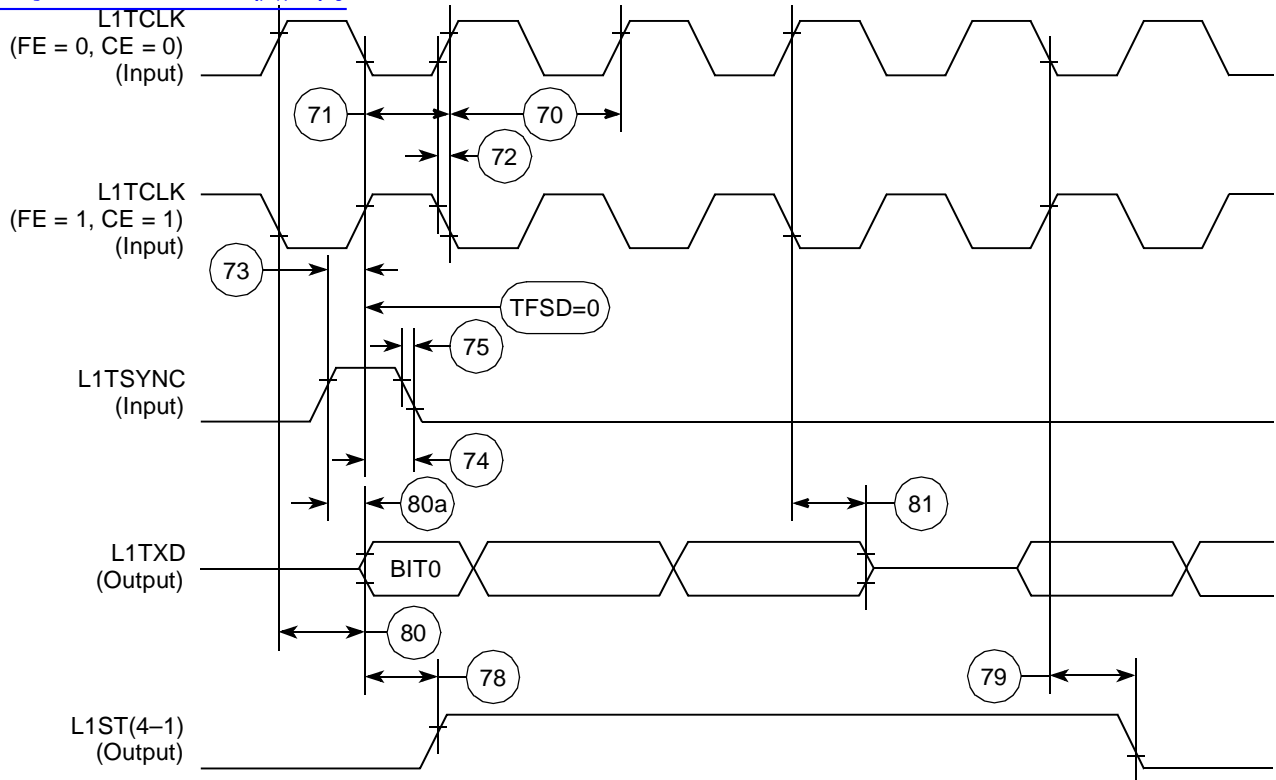 L1TCLK
(FE = 0, CE = 0)
(Input)
71
70
72
L1TCLK
(FE = 1, CE = 1)
(Input)
73
TFSD=0
75
L1TSYNC
(Input)
74
80a
81
L1TXD
(Output)
BIT0
80
78
79
L1ST(4–1)
(Output)